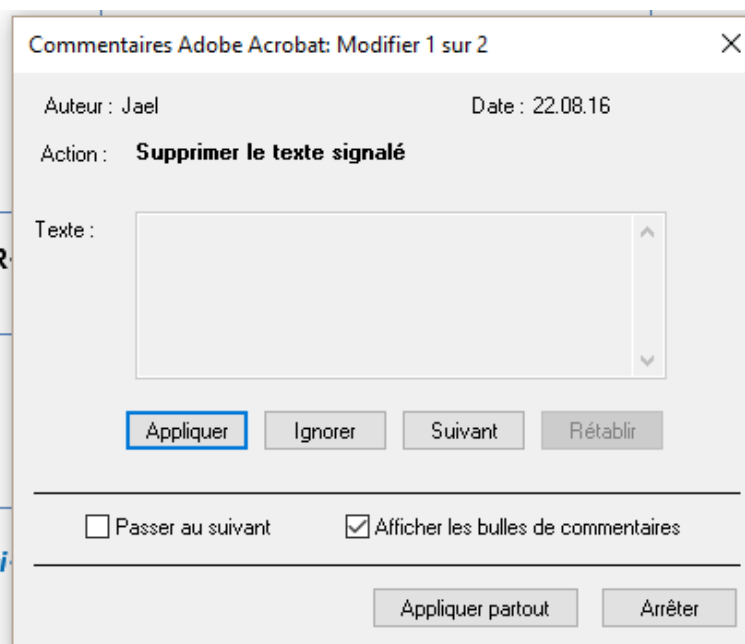 Commentaires Adobe Acrobat: Modifier 1 sur 2
Auteur : Jael Date : 22.08.16
Action : Supprimer le texte signalé
Texte :
R-
Appliquer Ignorer Suivant Rétablir
Passer au suivant Afficher les bulles de commentaires
i-
Appliquer partout Arrêter